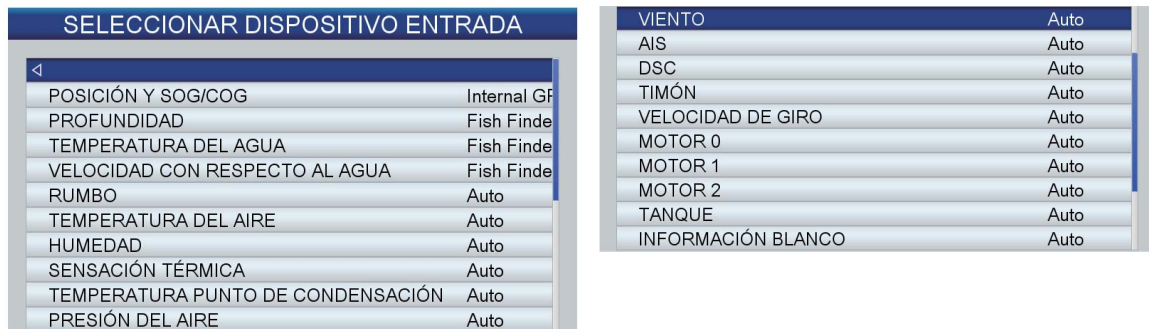 SELECCIONAR DISPOSITIVO ENTRADA
POSICIÓN Y SOG/COG Internal GF
PROFUNDIDAD Fish Finde
TEMPERATURA DEL AGUA Fish Finde
VELOCIDAD CON RESPECTO AL AGUA Fish Finde
RUMBO Auto
TEMPERATURA DEL AIRE Auto
HUMEDAD Auto
SENSACIÓN TÉRMICA Auto
TEMPERATURA PUNTO DE CONDENSACIÓN Auto
PRESIÓN DEL AIRE Auto
VIENTO Auto
AIS Auto
DSC Auto
TIMÓN Auto
VELOCIDAD DE GIRO Auto
MOTOR 0 Auto
MOTOR 1 Auto
MOTOR 2 Auto
TANQUE Auto
INFORMACIÓN BLANCO Auto